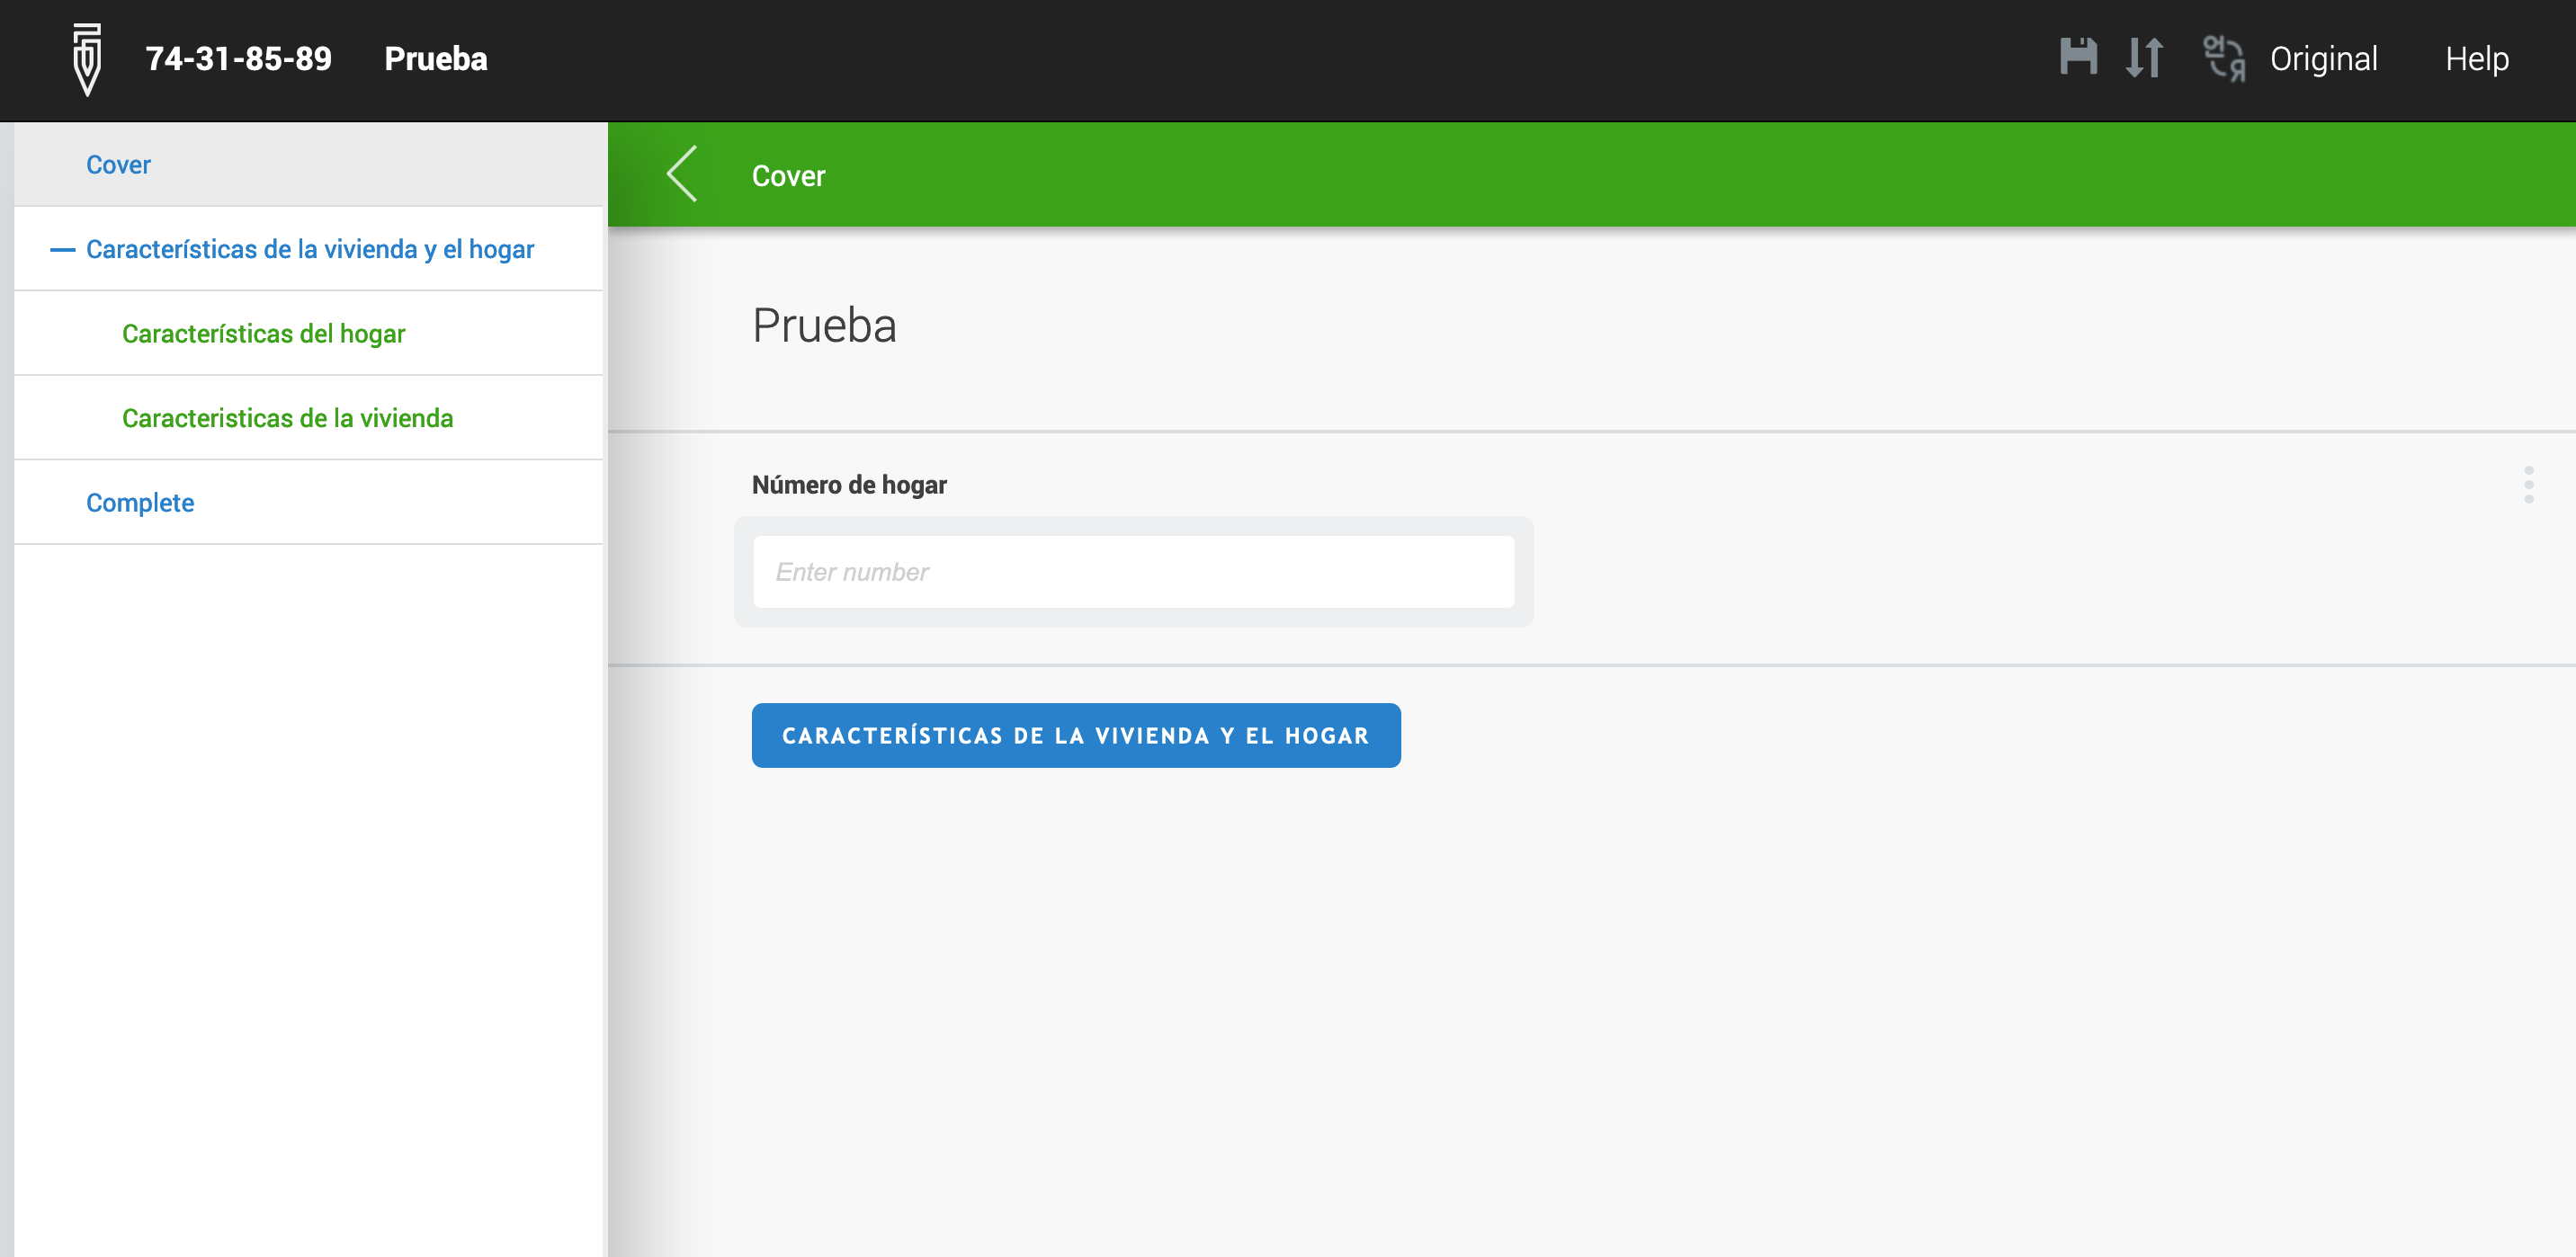 74-31-85-89 Prueba Original Help
Cover
Características de la vivienda y el hogar
Características del hogar
Caracteristicas de la vivienda
Complete
Cover
Prueba
Número de hogar
Enter number
CARACTERÍSTICAS DE LA VIVIENDA Y EL HOGAR